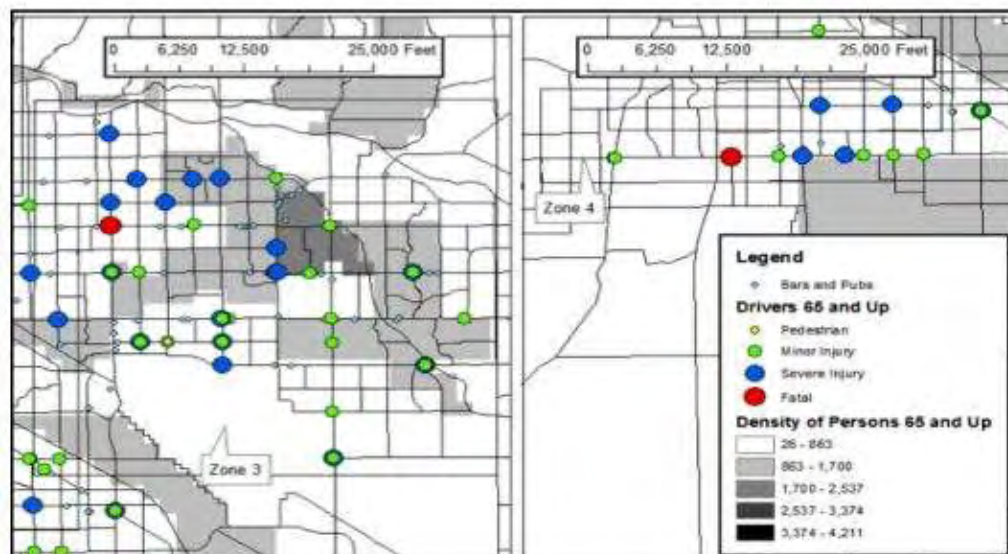 0 6,250 12,500 25,000 Feet
0 6,250 12,500 25,000 Feet
Zone 4
Zone 3
Legend
Bars and Pubs
Drivers 65 and Up
Pedestrian
Minor Injury
Severe Injury
Fatal
Density of Persons 65 and Up
26 - 863
863 - 1,700
1,700 - 2,537
2,537 - 3,374
3,374 - 4,211